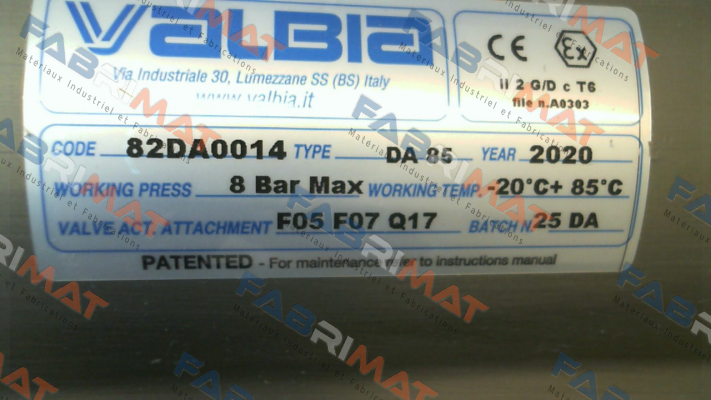 VALBIA
Via Industriale 30, Lumezzane SS (BS) Italy
www.valbia.it
CE Ex
II 2 G/D c T6
file n.A0303
CODE 82DA0014 TYPE DA 85 YEAR 2020
WORKING PRESS 8 Bar Max WORKING TEMP. -20°C+ 85°C
VALVE ACT. ATTACHMENT F05 F07 Q17 BATCH N. 25 DA
PATENTED - For maintenance refer to instructions manual
FABRIMAT
Materiaux Industriel et Fabrications